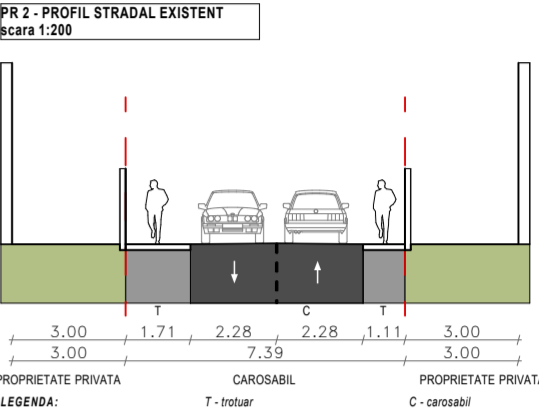 PR 2 - PROFIL STRADAL EXISTENT
scara 1:200
T C T
3.00 1.71 2.28 2.28 1.11 3.00
3.00 7.39 3.00
PROPRIETATE PRIVATA CAROSABIL PROPRIETATE PRIVATA
LEGENDA: T - trotuar C - carosabil